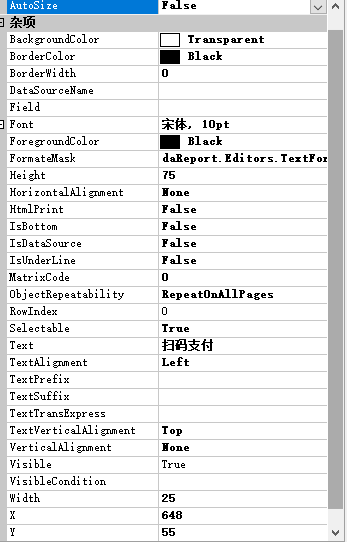 AutoSize False
杂项
BackgroundColor Transparent
BorderColor Black
BorderWidth 0
DataSourceName
Field
Font 宋体, 10pt
ForegroundColor Black
FormateMask daReport.Editors.TextFor
Height 75
HorizontalAlignment None
HtmlPrint False
IsBottom False
IsDataSource False
IsUnderLine False
MatrixCode 0
ObjectRepeatability RepeatOnAllPages
RowIndex 0
Selectable True
Text 扫码支付
TextAlignment Left
TextPrefix
TextSuffix
TextTransExpress
TextVerticalAlignment Top
VerticalAlignment None
Visible True
VisibleCondition
Width 25
X 648
Y 55